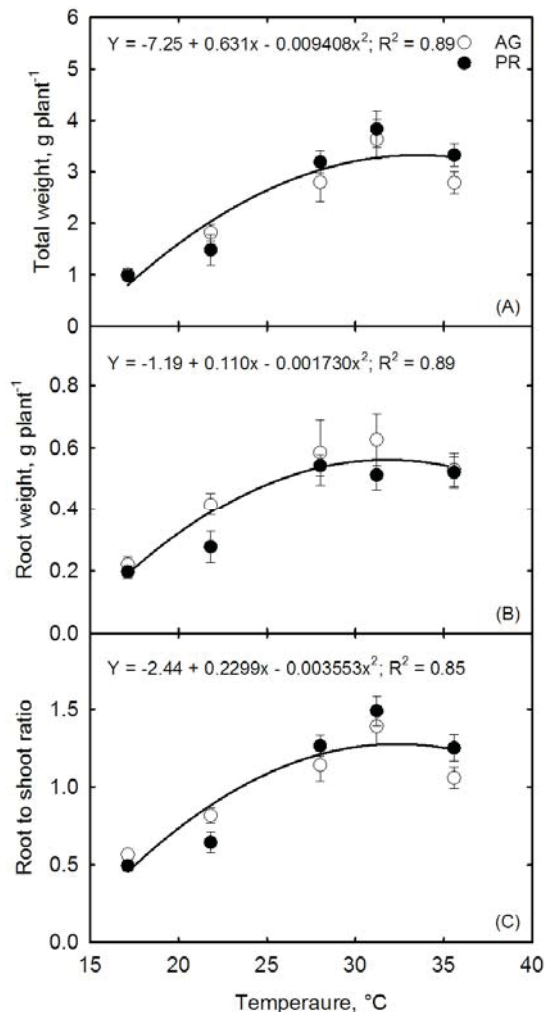 Y = -7.25 + 0.631x - 0.009408x²; R² = 0.89
AG
PR
Total weight, g plant⁻¹
6
5
4
3
2
1
0
(A)
Y = -1.19 + 0.110x - 0.001730x²; R² = 0.89
Root weight, g plant⁻¹
0.8
0.6
0.4
0.2
0.0
(B)
Y = -2.44 + 0.2299x - 0.003553x²; R² = 0.85
Root to shoot ratio
1.5
1.0
0.5
0.0
(C)
15 20 25 30 35 40
Temperaure, °C